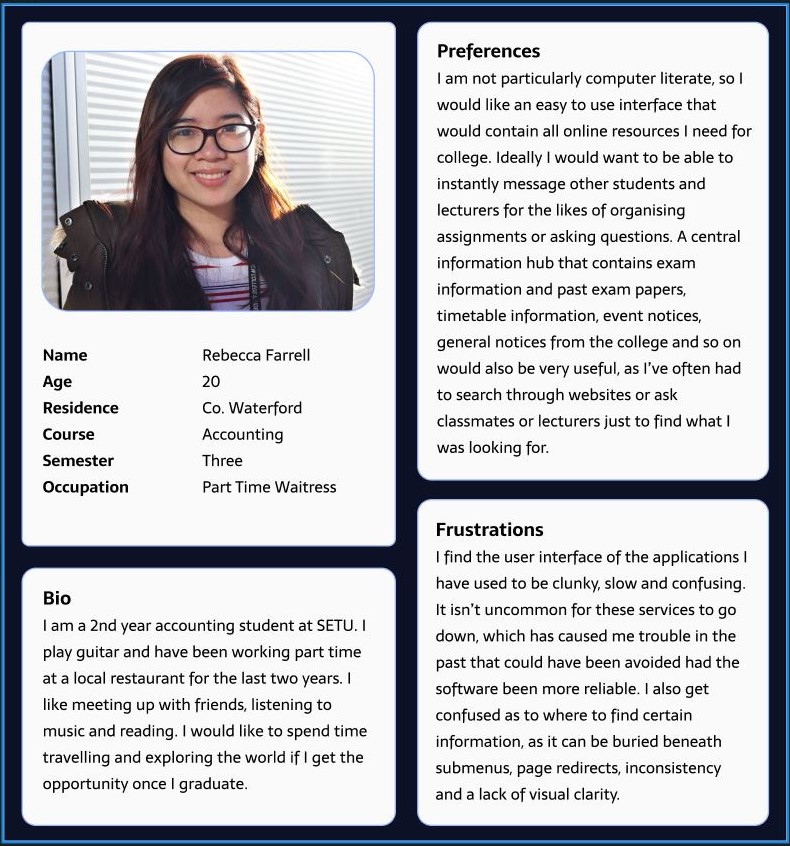 Name Rebecca Farrell
Age 20
Residence Co. Waterford
Course Accounting
Semester Three
Occupation Part Time Waitress
Bio
I am a 2nd year accounting student at SETU. I
play guitar and have been working part time
at a local restaurant for the last two years. I
like meeting up with friends, listening to
music and reading. I would like to spend time
travelling and exploring the world if I get the
opportunity once I graduate.
Preferences
I am not particularly computer literate, so I
would like an easy to use interface that
would contain all online resources I need for
college. Ideally I would want to be able to
instantly message other students and
lecturers for the likes of organising
assignments or asking questions. A central
information hub that contains exam
information and past exam papers,
timetable information, event notices,
general notices from the college and so on
would also be very useful, as I’ve often had
to search through websites or ask
classmates or lecturers just to find what I
was looking for.
Frustrations
I find the user interface of the applications I
have used to be clunky, slow and confusing.
It isn’t uncommon for these services to go
down, which has caused me trouble in the
past that could have been avoided had the
software been more reliable. I also get
confused as to where to find certain
information, as it can be buried beneath
submenus, page redirects, inconsistency
and a lack of visual clarity.